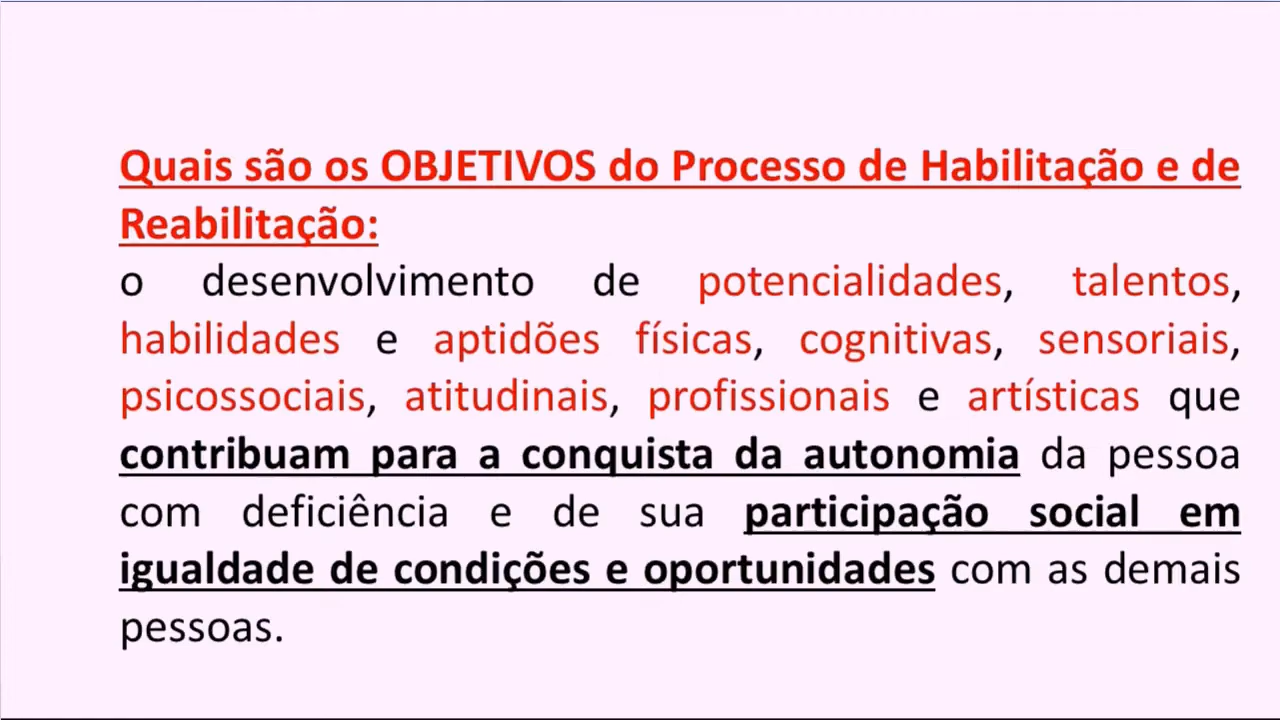 Quais são os OBJETIVOS do Processo de Habilitação e de
Reabilitação:
o desenvolvimento de potencialidades, talentos,
habilidades e aptidões físicas, cognitivas, sensoriais,
psicossociais, atitudinais, profissionais e artísticas que
contribuam para a conquista da autonomia da pessoa
com deficiência e de sua participação social em
igualdade de condições e oportunidades com as demais
pessoas.